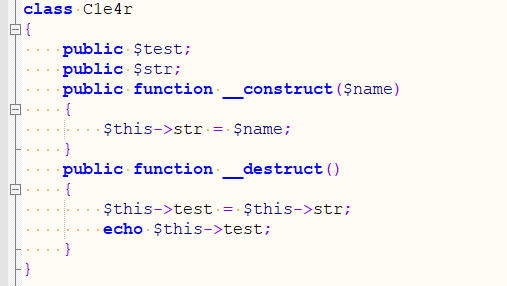 class C1e4r
{
    public $test;
    public $str;
    public function __construct($name)
    {
        $this->str = $name;
    }
    public function __destruct()
    {
        $this->test = $this->str;
        echo $this->test;
    }
}